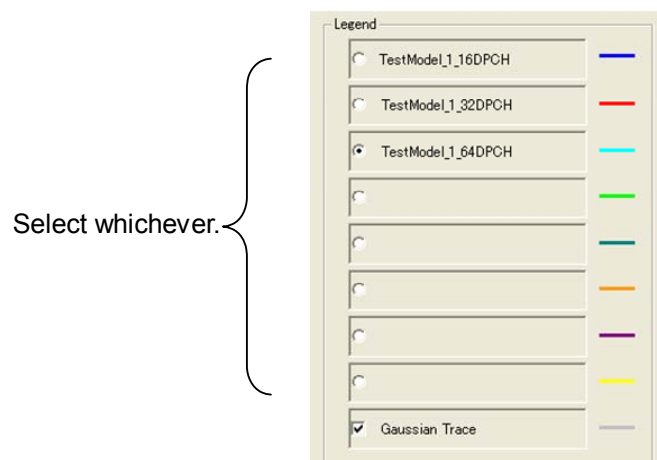 Legend
TestModel_1_16DPCH
TestModel_1_32DPCH
TestModel_1_64DPCH
Select whichever.
Gaussian Trace